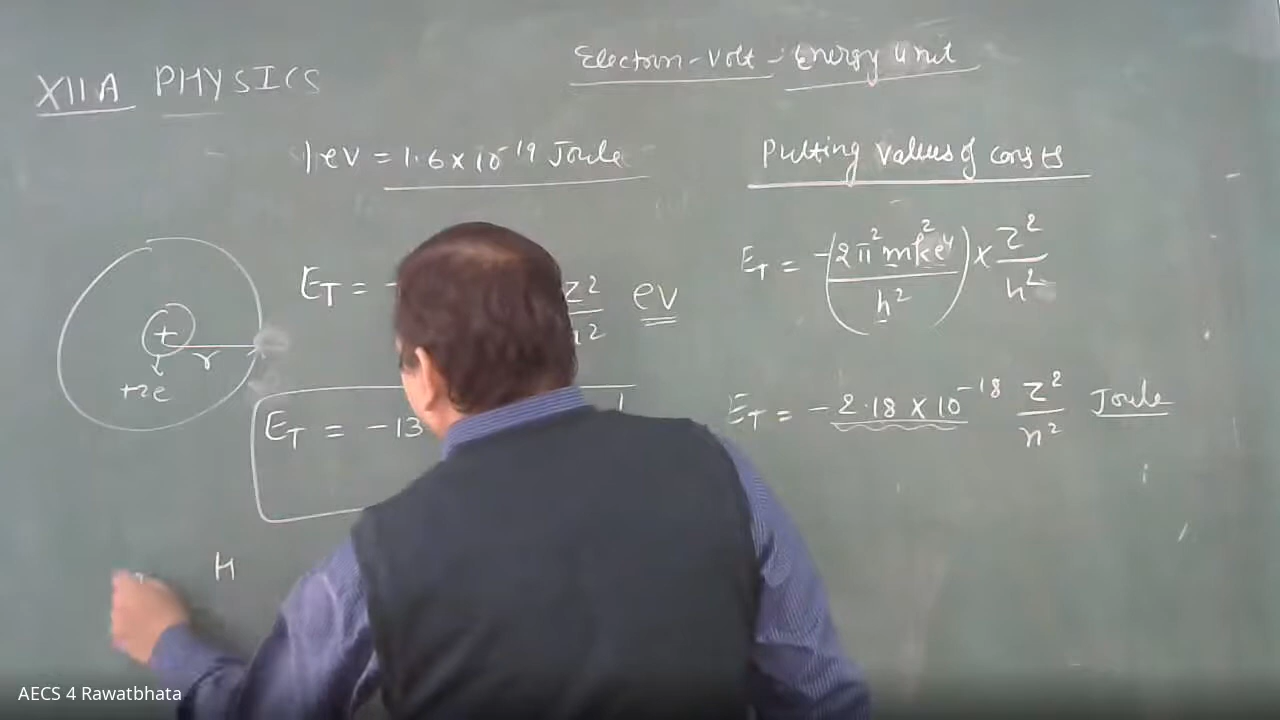 XII A PHYSICS
Electron-Volt - Energy Unit
1 eV = 1.6 x 10^-19 Joule
Putting values of consts
E_T = - (2π²mk²e⁴ / h²) x Z² / n²
E_T = - Z² / n² eV
+
r
+Ze
E_T = -13
E_T = - 2.18 x 10^-18 Z² / n² Joule
H
AECS 4 Rawatbhata